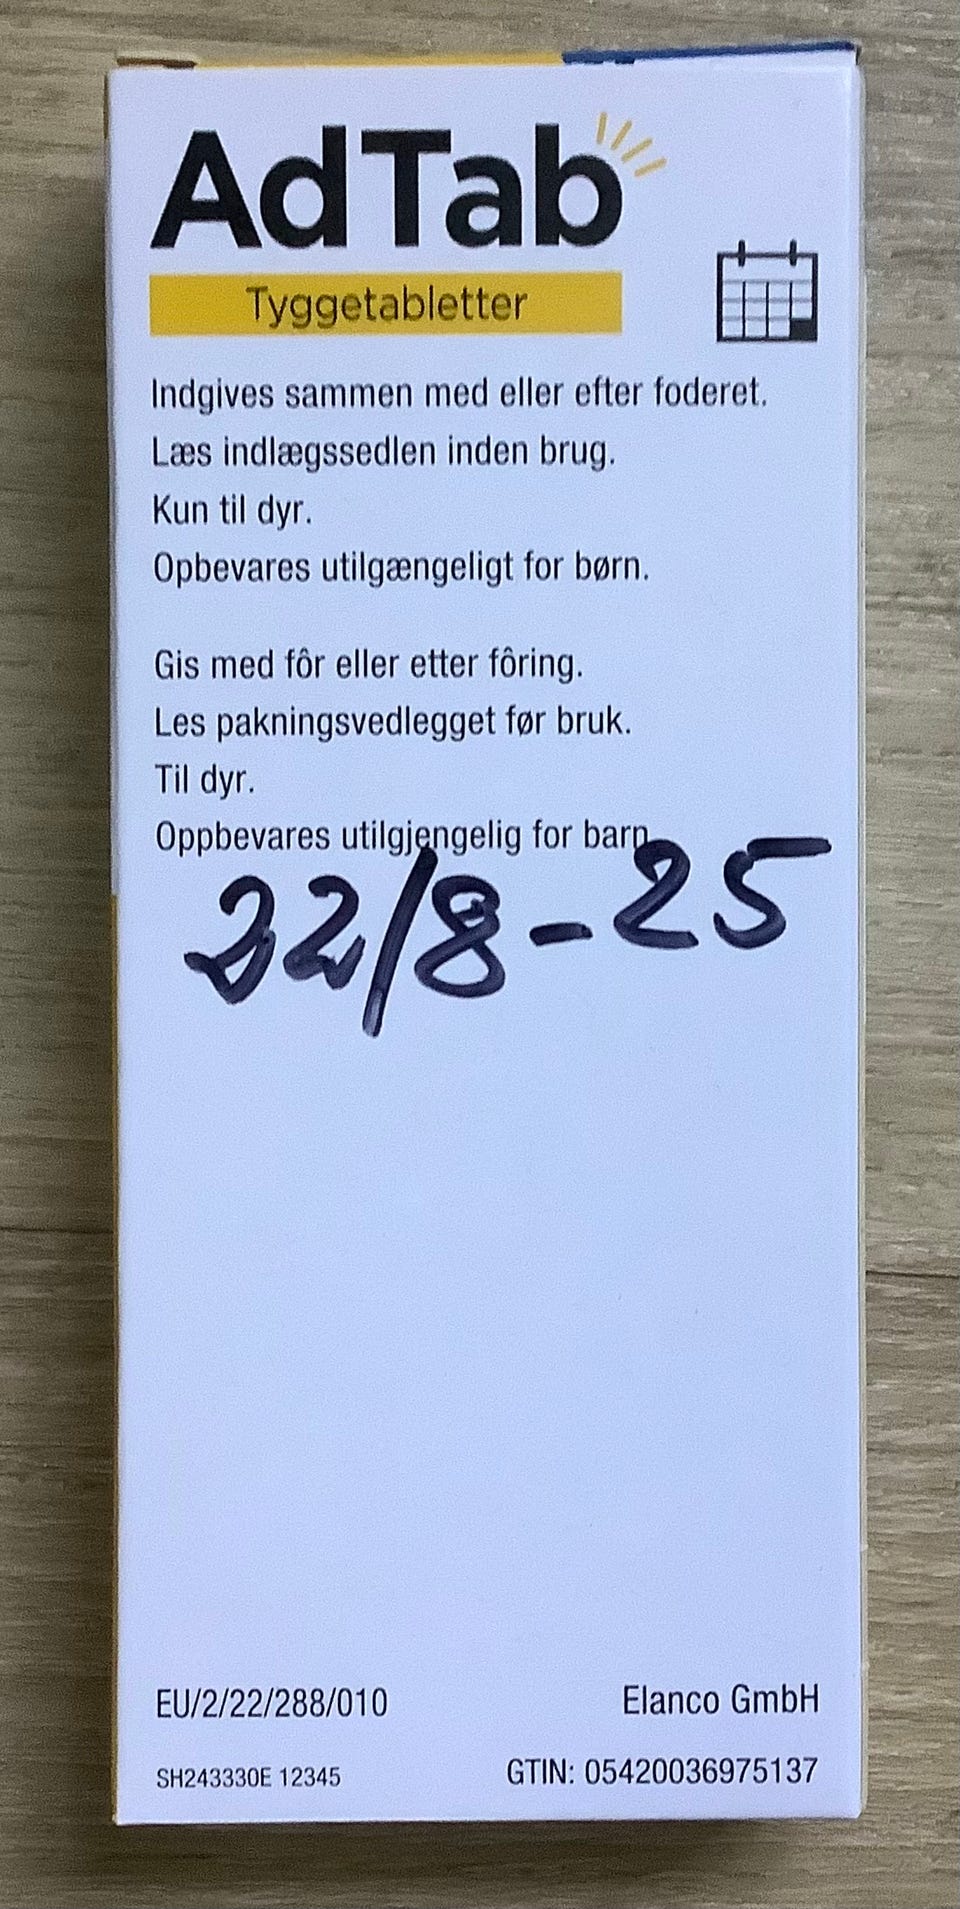 AdTab
Tyggetabletter
Indgives sammen med eller efter foderet.
Læs indlægssedlen inden brug.
Kun til dyr.
Opbevares utilgængeligt for børn.
Gis med fôr eller etter fôring.
Les pakningsvedlegget før bruk.
Til dyr.
Oppbevares utilgjengelig for barn.
22/8-25
EU/2/22/288/010 Elanco GmbH
SH243330E 12345 GTIN: 05420036975137